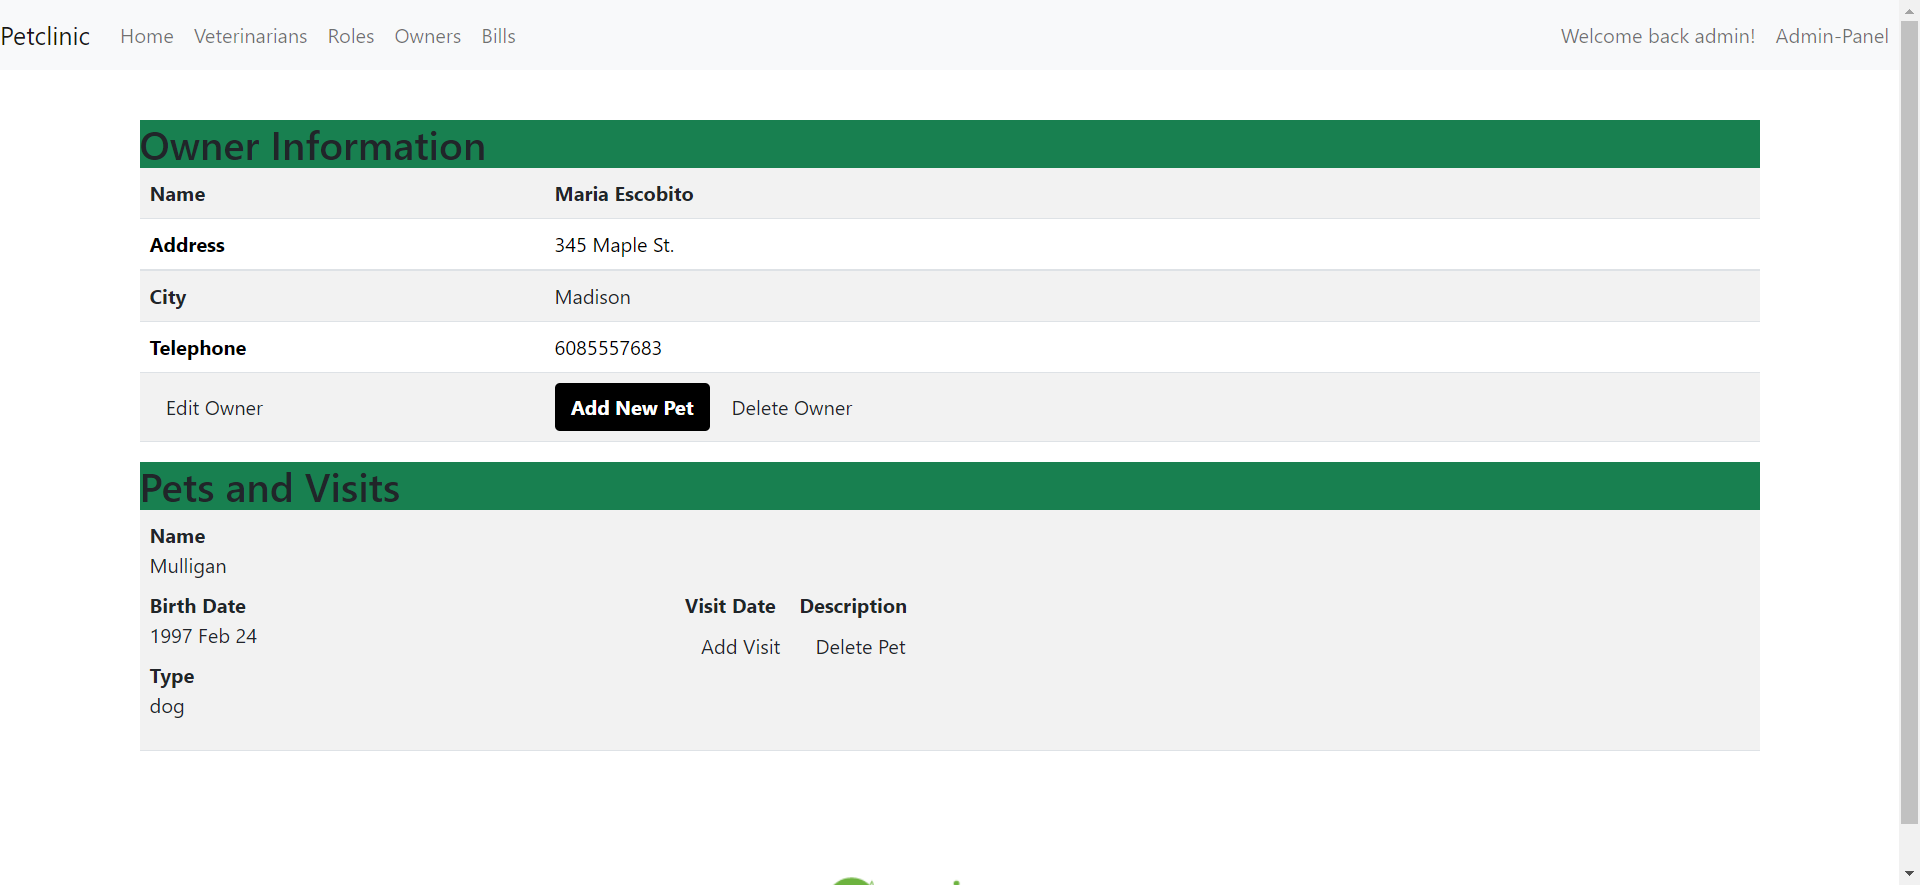 Petclinic Home Veterinarians Roles Owners Bills Welcome back admin! Admin-Panel
Owner Information
Name Maria Escobito
Address 345 Maple St.
City Madison
Telephone 6085557683
Edit Owner Add New Pet Delete Owner
Pets and Visits
Name
Mulligan
Birth Date
1997 Feb 24
Type
dog
Visit Date Description
Add Visit Delete Pet